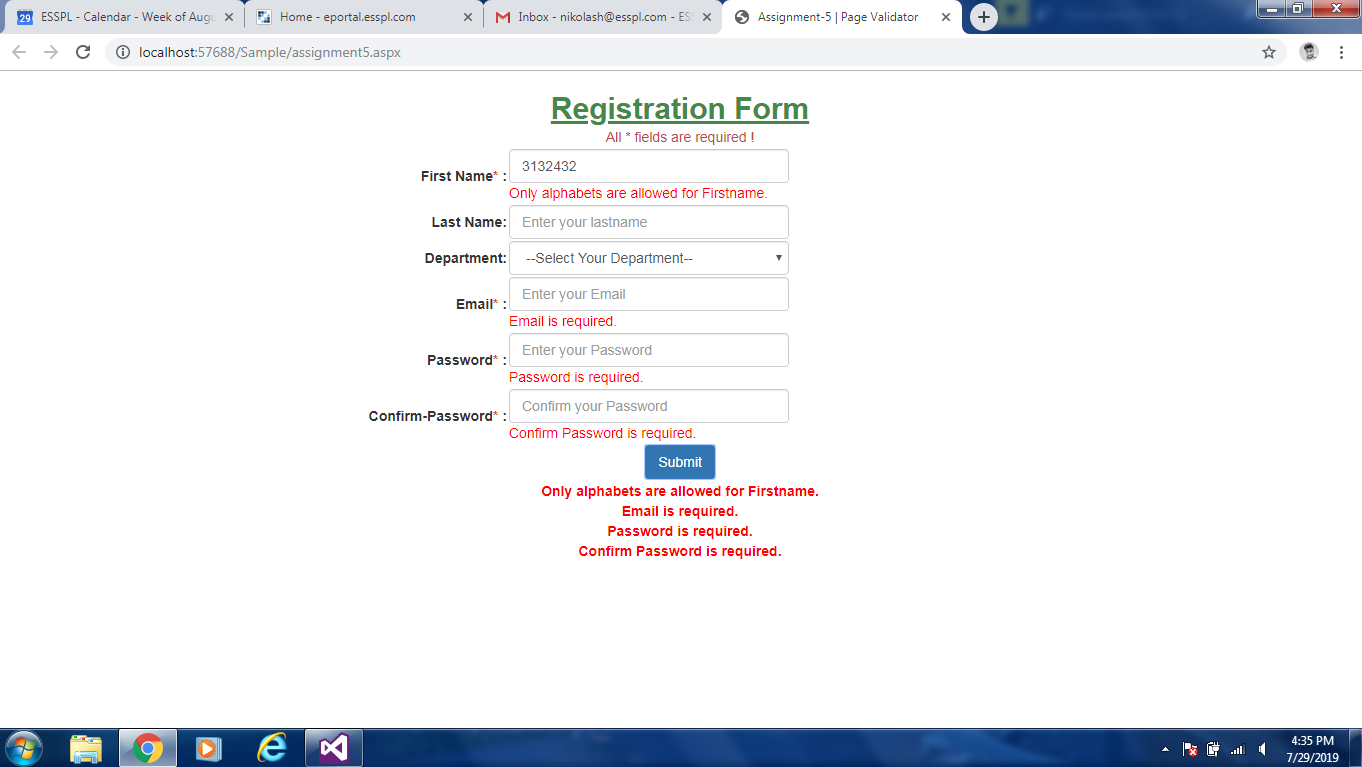 ESSPL - Calendar - Week of Augu
Home - eportal.esspl.com
Inbox - nikolash@esspl.com - ES
Assignment-5 | Page Validator
localhost:57688/Sample/assignment5.aspx
Registration Form
All * fields are required !
First Name* : 3132432
Only alphabets are allowed for Firstname.
Last Name: Enter your lastname
Department: --Select Your Department--
Email* : Enter your Email
Email is required.
Password* : Enter your Password
Password is required.
Confirm-Password* : Confirm your Password
Confirm Password is required.
Submit
Only alphabets are allowed for Firstname.
Email is required.
Password is required.
Confirm Password is required.
4:35 PM
7/29/2019